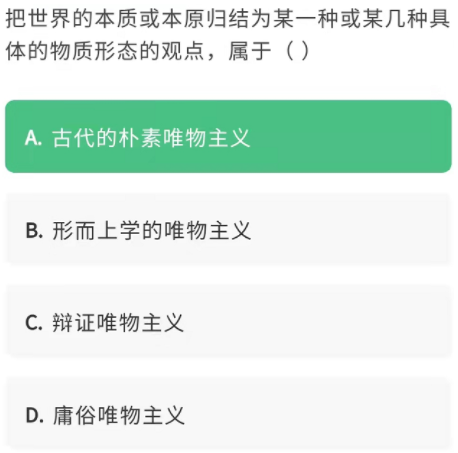 把世界的本质或本原归结为某一种或某几种具
体的物质形态的观点，属于（ ）
A. 古代的朴素唯物主义
B. 形而上学的唯物主义
C. 辩证唯物主义
D. 庸俗唯物主义